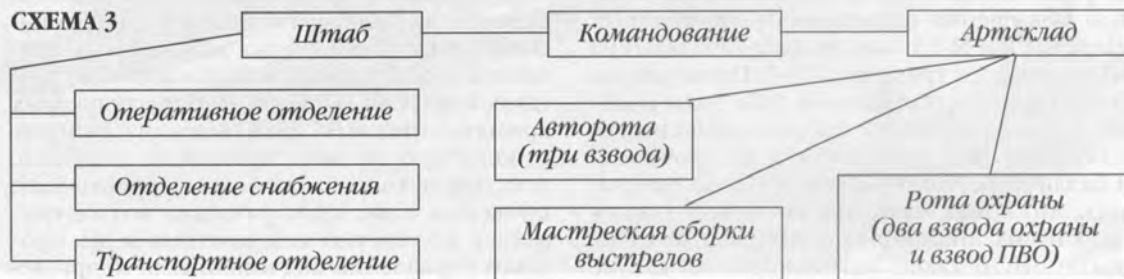 СХЕМА 3
Штаб
Командование
Артсклад
Оперативное отделение
Отделение снабжения
Транспортное отделение
Авторота
(три взвода)
Мастреская сборки
выстрелов
Рота охраны
(два взвода охраны
и взвод ПВО)